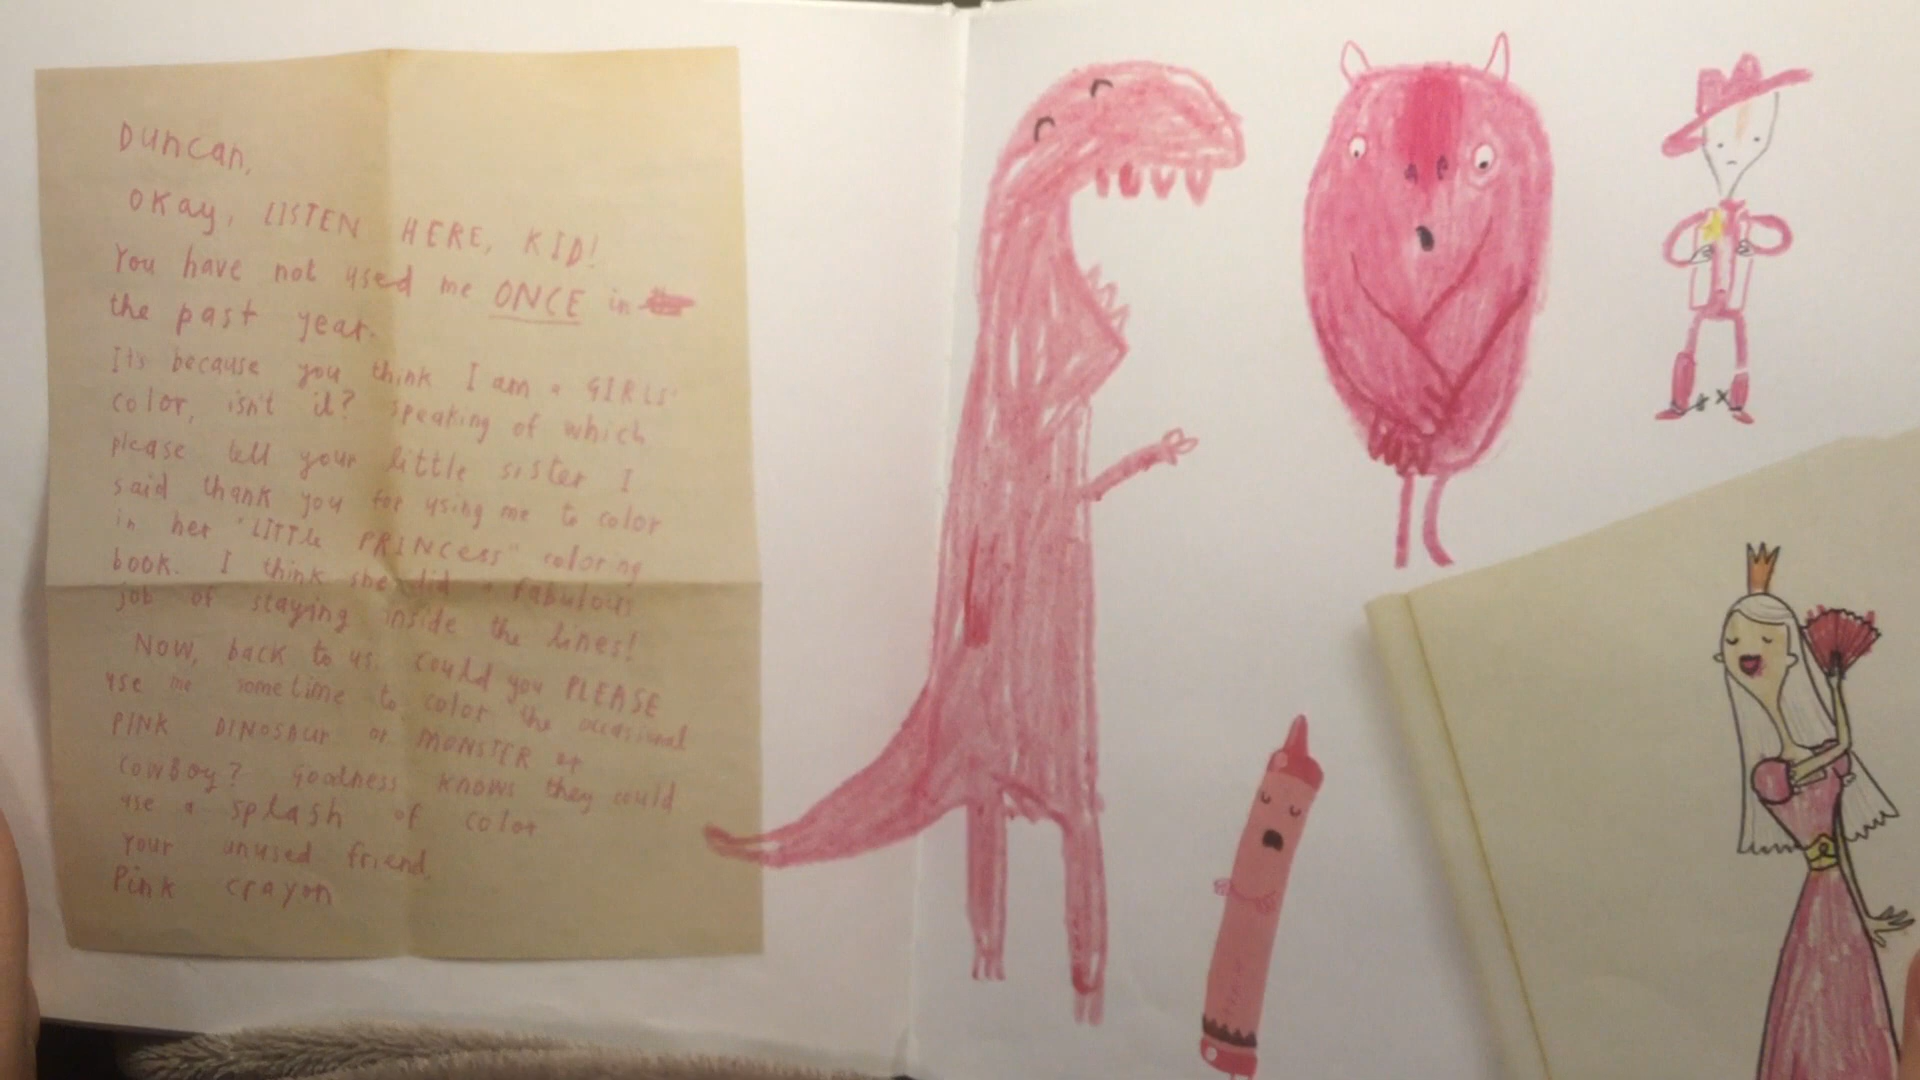 Duncan,
Okay, LISTEN HERE, KID!
You have not used me ONCE in
the past year.
It's because you think I am a GIRLS'
color, isn't it? Speaking of which
please tell your little sister I
said thank you for using me to color
in her "LITTle PRINCess" coloring
book. I think she did a fabulous
job of staying inside the lines!
Now, back to us. Could you PLEASE
use me sometime to color the occasional
PINK DINOSAUr or MONSTER or
COWBOY? Goodness knows they could
use a splash of color
Your unused friend,
Pink crayon